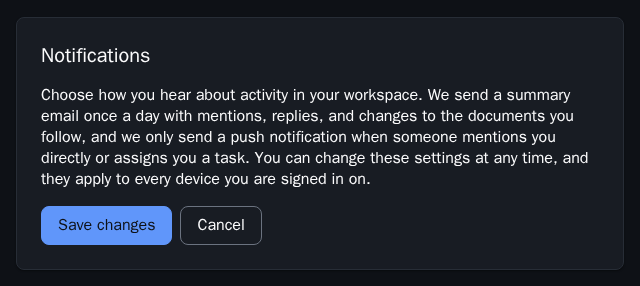 Notifications
Choose how you hear about activity in your workspace. We send a summary
email once a day with mentions, replies, and changes to the documents you
follow, and we only send a push notification when someone mentions you
directly or assigns you a task. You can change these settings at any time, and
they apply to every device you are signed in on.
Save changes
Cancel